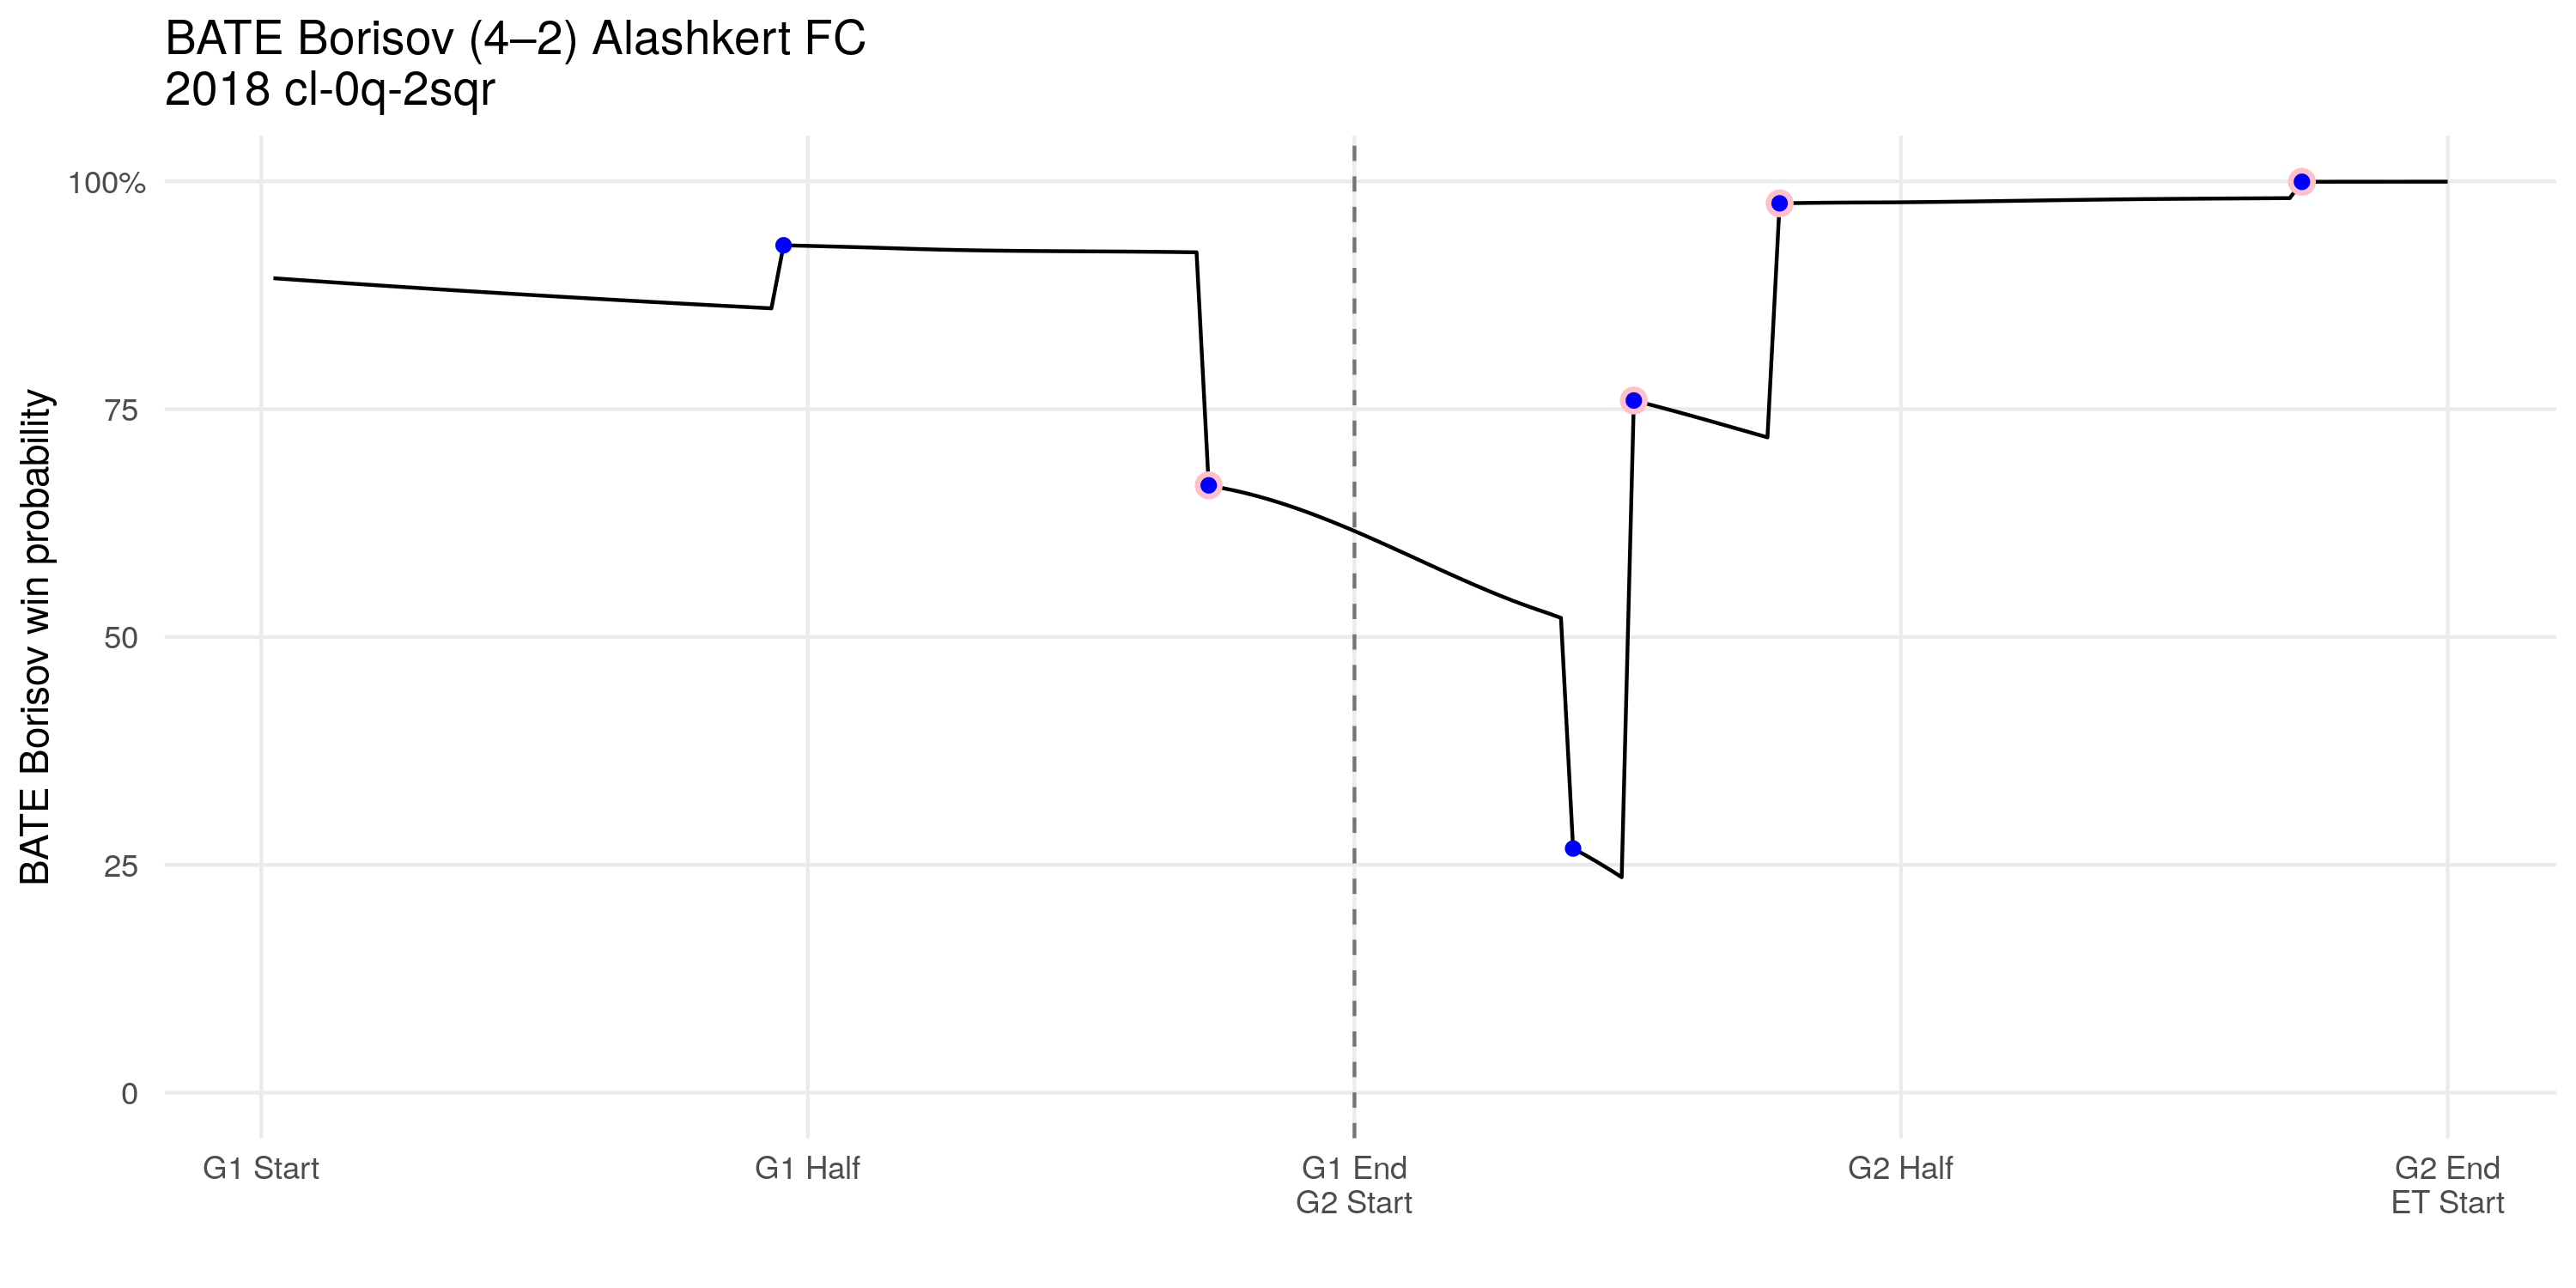 BATE Borisov (4–2) Alashkert FC
2018 cl-0q-2sqr
BATE Borisov win probability
100%
75
50
25
0
G1 Start
G1 Half
G1 End
G2 Start
G2 Half
G2 End
ET Start